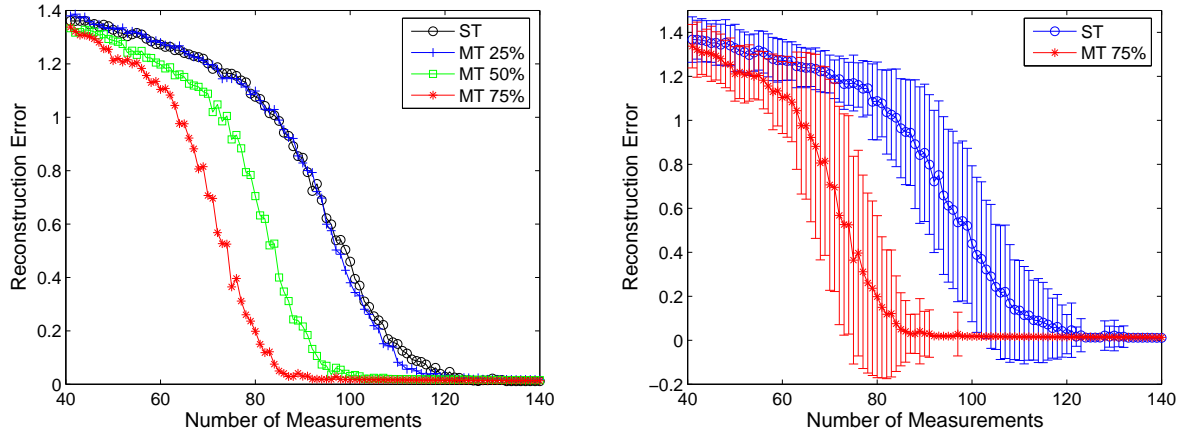 1.4
1.2
1
0.8
0.6
0.4
0.2
0
40
60
80
100
120
140
Reconstruction Error
Number of Measurements
ST
MT 25%
MT 50%
MT 75%
1.4
1.2
1
0.8
0.6
0.4
0.2
0
−0.2
40
60
80
100
120
140
Reconstruction Error
Number of Measurements
ST
MT 75%